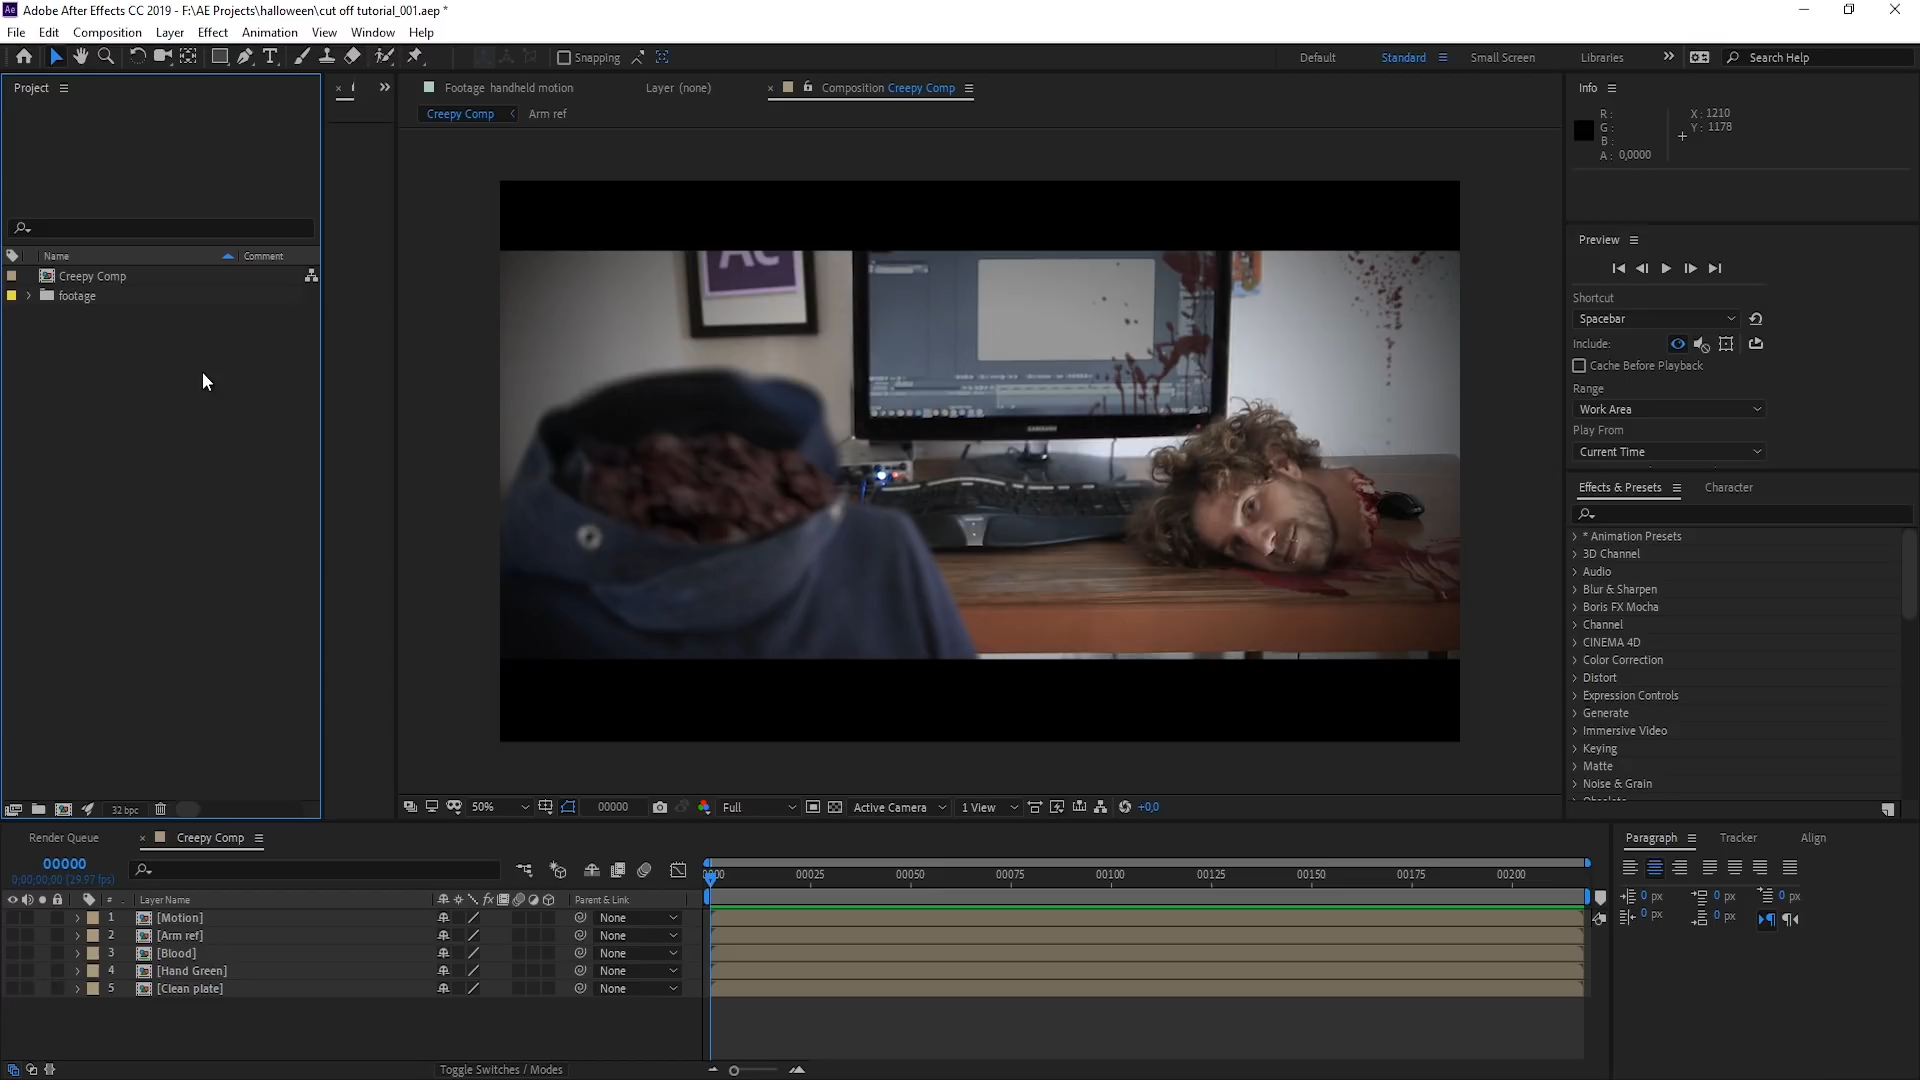 Adobe After Effects CC 2019 - F:\AE Projects\halloween\cut off tutorial_001.aep *
File Edit Composition Layer Effect Animation View Window Help
Snapping
Default Standard Small Screen Libraries Search Help
Project
Footage handheld motion Layer (none) Composition Creepy Comp
Creepy Comp Arm ref
Name Comment
Creepy Comp
footage
AE
SAMSUNG
Info
R:
G:
B:
A: 0,0000
X: 1210
Y: 1178
Preview
Shortcut
Spacebar
Include:
Cache Before Playback
Range
Work Area
Play From
Current Time
Effects & Presets Character
* Animation Presets
3D Channel
Audio
Blur & Sharpen
Boris FX Mocha
Channel
CINEMA 4D
Color Correction
Distort
Expression Controls
Generate
Immersive Video
Keying
Matte
Noise & Grain
32 bpc
50% 00000 Full Active Camera 1 View +0,0
Render Queue Creepy Comp
00000
0;00;00;00 (29.97 fps)
00025 00050 00075 00100 00125 00150 00175 00200
# Layer Name fx Parent & Link
1 [Motion] None
2 [Arm ref] None
3 [Blood] None
4 [Hand Green] None
5 [Clean plate] None
Toggle Switches / Modes
Paragraph Tracker Align
0 px 0 px 0 px
0 px 0 px